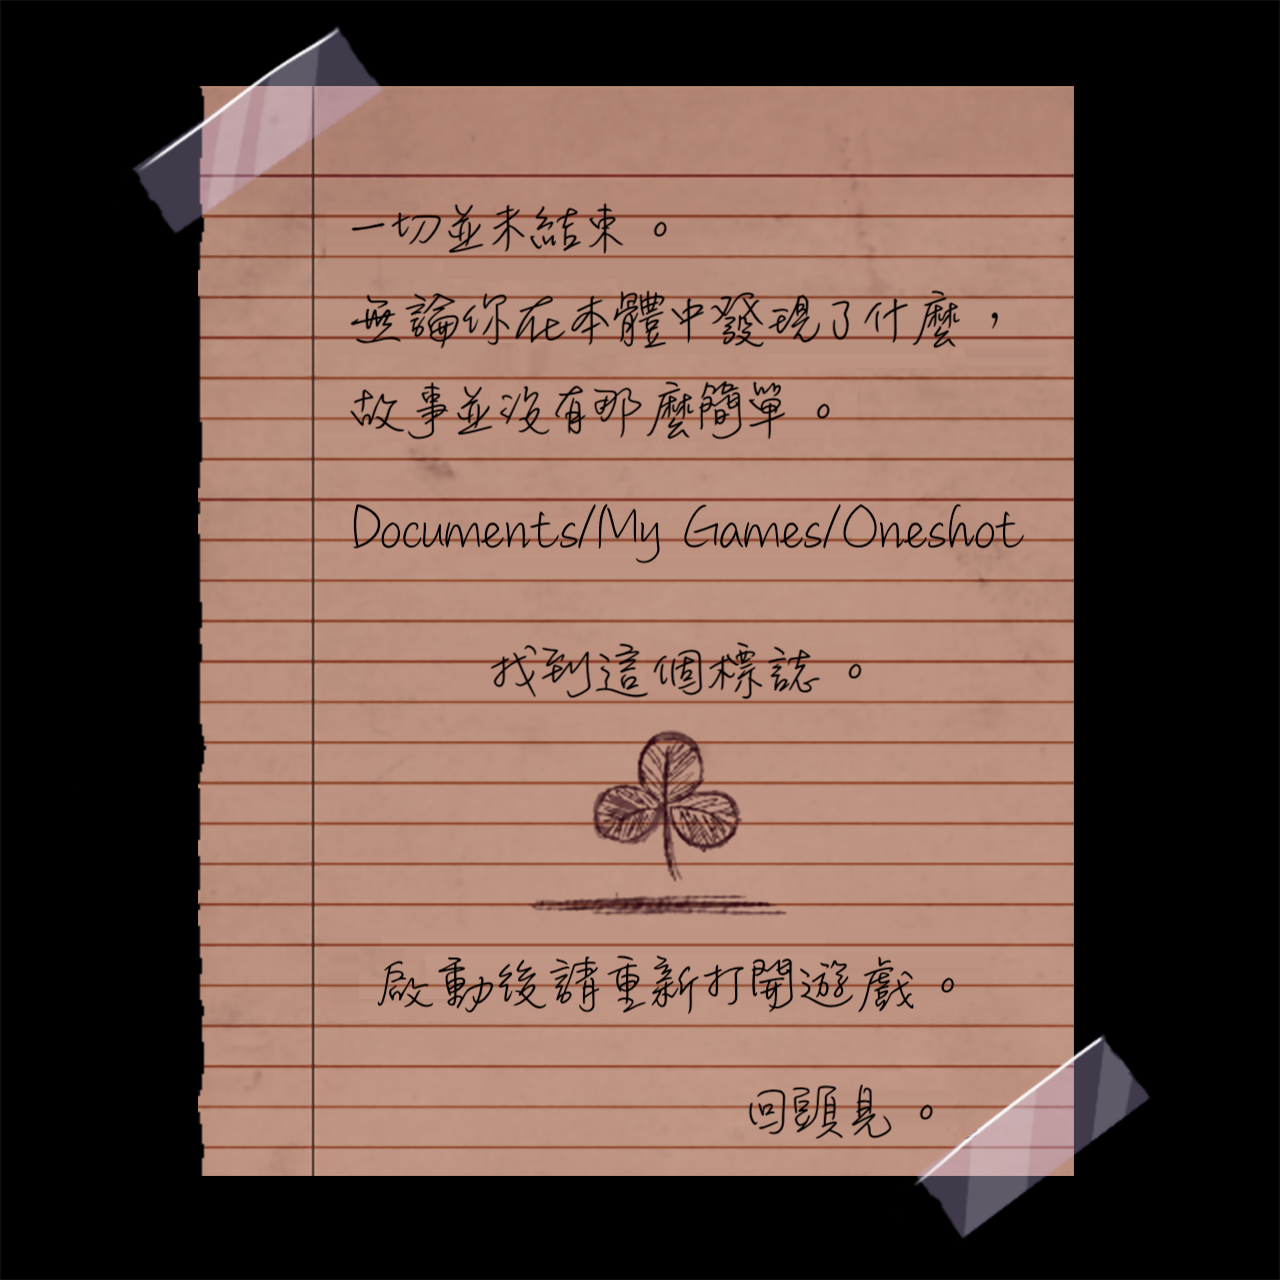 一切並未結束。
無論你在本體中發現了什麼，
故事並沒有那麼簡單。
Documents/My Games/Oneshot
找到這個標誌。
啟動後請重新打開遊戲。
回頭見。